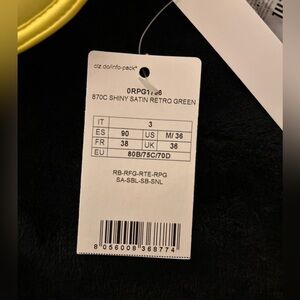 clz.do/info-pack*
870C SHINY SATIN RETRO GREEN
IT 3
ES 90 US M/ 36
FR 38 UK 36
EU 80B/75C/70D
RB-RFG-RTE-RPG
SA-SBL-SB-SNL
8 056008 368774